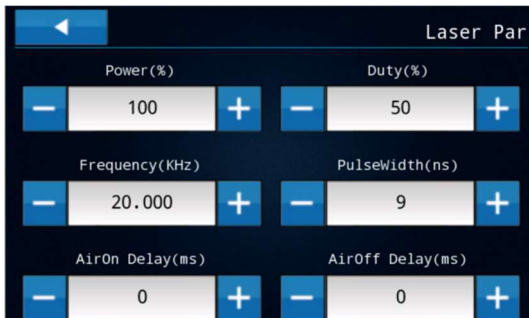 Laser Par
Power(%) Duty(%)
100 50
Frequency(KHz) PulseWidth(ns)
20.000 9
AirOn Delay(ms) AirOff Delay(ms)
0 0